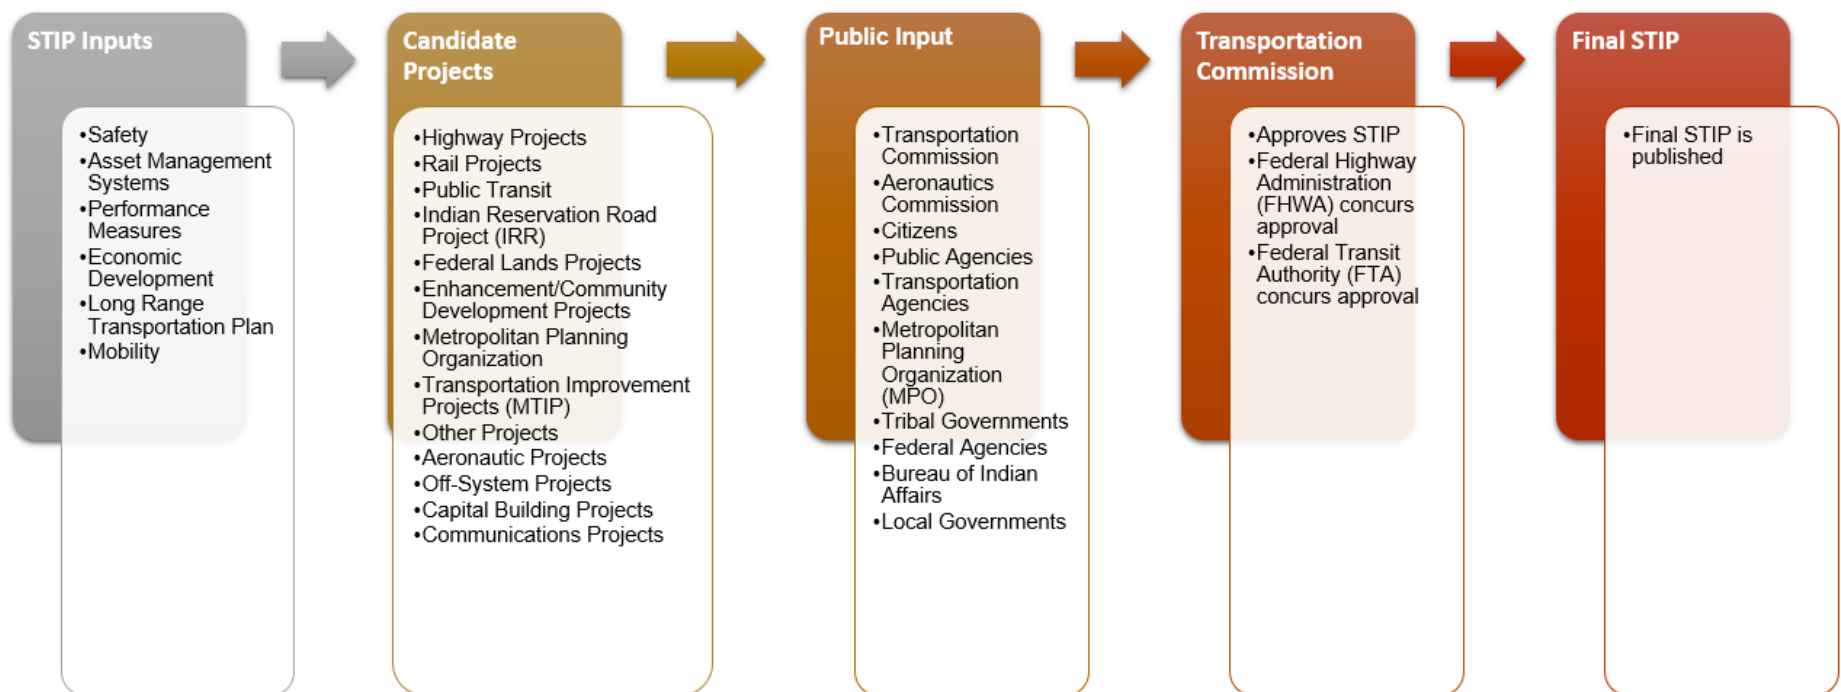 STIP Inputs
•Safety
•Asset Management
Systems
•Performance
Measures
•Economic
Development
•Long Range
Transportation Plan
•Mobility
Candidate
Projects
•Highway Projects
•Rail Projects
•Public Transit
•Indian Reservation Road
Project (IRR)
•Federal Lands Projects
•Enhancement/Community
Development Projects
•Metropolitan Planning
Organization
•Transportation Improvement
Projects (MTIP)
•Other Projects
•Aeronautic Projects
•Off-System Projects
•Capital Building Projects
•Communications Projects
Public Input
•Transportation
Commission
•Aeronautics
Commission
•Citizens
•Public Agencies
•Transportation
Agencies
•Metropolitan
Planning
Organization
(MPO)
•Tribal Governments
•Federal Agencies
•Bureau of Indian
Affairs
•Local Governments
Transportation
Commission
•Approves STIP
•Federal Highway
Administration
(FHWA) concurs
approval
•Federal Transit
Authority (FTA)
concurs approval
Final STIP
•Final STIP is
published